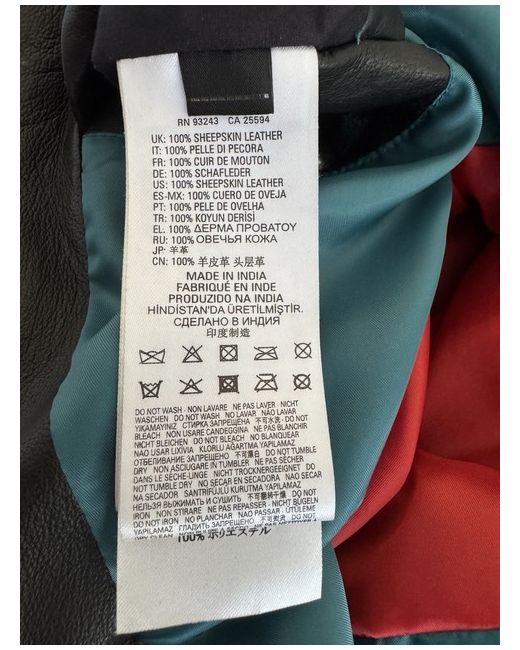 RN 93243 CA 25594
UK: 100% SHEEPSKIN LEATHER
IT: 100% PELLE DI PECORA
FR: 100% CUIR DE MOUTON
DE: 100% SCHAFLEDER
US: 100% SHEEPSKIN LEATHER
ES-MX: 100% CUERO DE OVEJA
PT: 100% PELE DE OVELHA
TR: 100% KOYUN DERİSİ
EL. 100% ΔΕΡΜΑ ΠΡΟΒΑΤΟΥ
RU: 100% ОВЕЧЬЯ КОЖА
JP: 羊革
CN: 100% 羊皮革 头层革
MADE IN INDIA
FABRIQUÉ EN INDE
PRODUZIDO NA INDIA
HİNDİSTAN'DA ÜRETİLMİŞTİR.
СДЕЛАНО В ИНДИЯ
印度制造
DO NOT WASH - NON LAVARE - NE PAS LAVER - NICHT
WASCHEN - DO NOT WASH - NO LAVAR - NÃO LAVAR
YIKAMAYINIZ - СТИРКА ЗАПРЕЩЕНА - 不可水洗 - DO NOT
BLEACH - NON USARE CANDEGGINA - NE PAS BLANCHIR
NICHT BLEICHEN - DO NOT BLEACH - NO BLANQUEAR
NÃO USAR LIXIVIA - KLORLU AĞARTMA YAPILAMAZ
ОТБЕЛИВАНИЕ ЗАПРЕЩЕНО - 不可漂白 - DO NOT TUMBLE
DRY - NON ASCIUGARE IN TUMBLER - NE PAS SÉCHER
DANS LE SÈCHE-LINGE - NICHT TROCKNERGEEIGNET - DO
NOT TUMBLE DRY - NO SECAR EN SECADORA - NÃO SECAR
NA SECADOR - SANTRİFÜJLÜ KURUTMA YAPILAMAZ
НЕЛЬЗЯ ВЫЖИМАТЬ И СУШИТЬ - 不可翻转干燥 - DO NOT
IRON - NON STIRARE - NE PAS REPASSER - NICHT BÜGELN
DO NOT IRON - NO PLANCHAR - NAO PASSAR - ÜTÜLEME
YAPILAMAZ - ГЛАДИТЬ ЗАПРЕЩЕНО - 不可熨烫 - DO NOT
100% ポリエステル